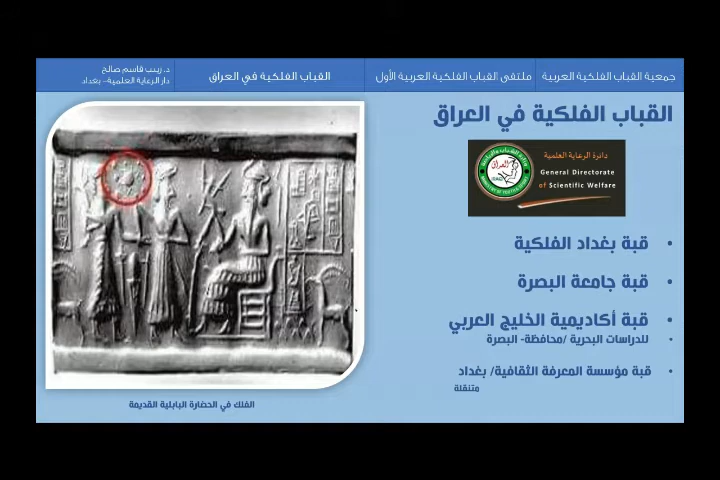 جمعية القباب الفلكية العربية
ملتقى القباب الفلكية العربية الأول
القباب الفلكية في العراق
د. زينب قاسم صالح
دار الرعاية العلمية- بغداد
القباب الفلكية في العراق
دائرة الرعاية العلمية
General Directorate
of Scientific Welfare
العراق
IRAQ
• قبة بغداد الفلكية
• قبة جامعة البصرة
• قبة أكاديمية الخليج العربي
• للدراسات البحرية /محافظة- البصرة
• قبة مؤسسة المعرفة الثقافية/ بغداد
متنقلة
الفلك في الحضارة البابلية القديمة